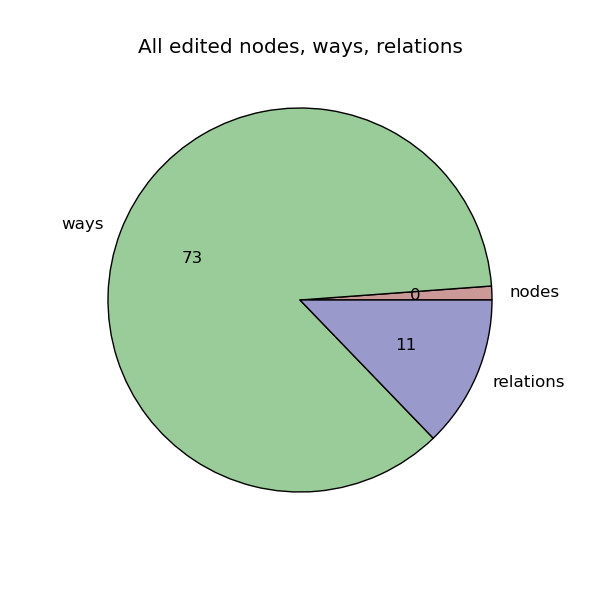 All edited nodes, ways, relations
ways
73
0
nodes
11
relations